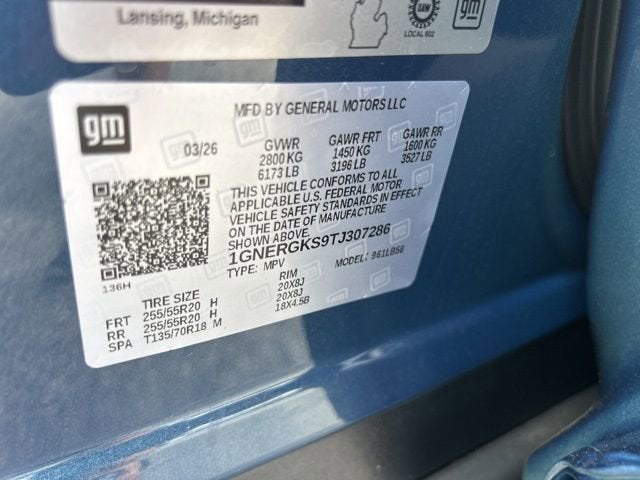 Lansing, Michigan
UAW
LOCAL 602
gm
gm
MFD BY GENERAL MOTORS LLC
03/26 GVWR GAWR FRT GAWR RR
2800 KG 1450 KG 1600 KG
6173 LB 3196 LB 3527 LB
THIS VEHICLE CONFORMS TO ALL
APPLICABLE U.S. FEDERAL MOTOR
VEHICLE SAFETY STANDARDS IN EFFECT
ON THE DATE OF MANUFACTURE
SHOWN ABOVE.
1GNERGKS9TJ307286
TYPE: MPV MODEL: 961LB56
136H
TIRE SIZE RIM
FRT 255/55R20 H 20X8J
RR 255/55R20 H 20X8J
SPA T135/70R18 M 18X4.5B